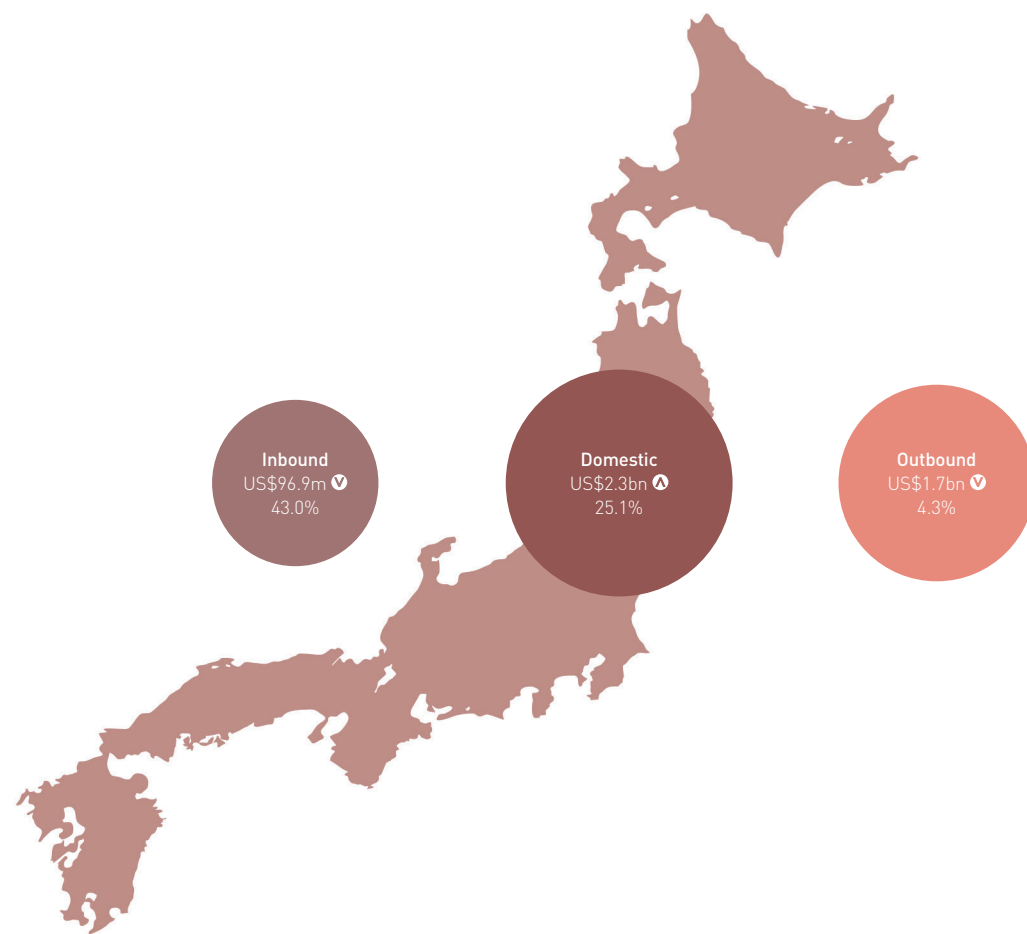 Inbound
US$96.9m
43.0%
Domestic
US$2.3bn
25.1%
Outbound
US$1.7bn
4.3%